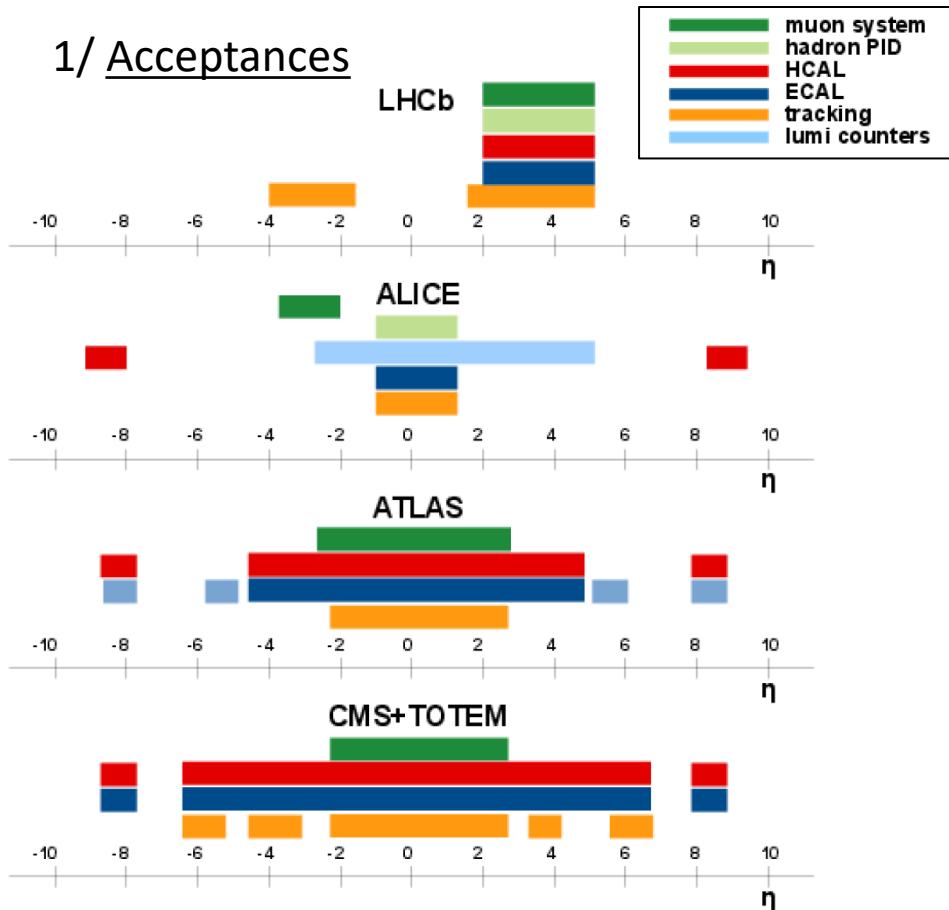 1/ Acceptances
muon system
hadron PID
HCAL
ECAL
tracking
lumi counters
LHCb
-10 -8 -6 -4 -2 0 2 4 6 8 10
η
ALICE
-10 -8 -6 -4 -2 0 2 4 6 8 10
η
ATLAS
-10 -8 -6 -4 -2 0 2 4 6 8 10
η
CMS+TOTEM
-10 -8 -6 -4 -2 0 2 4 6 8 10
η